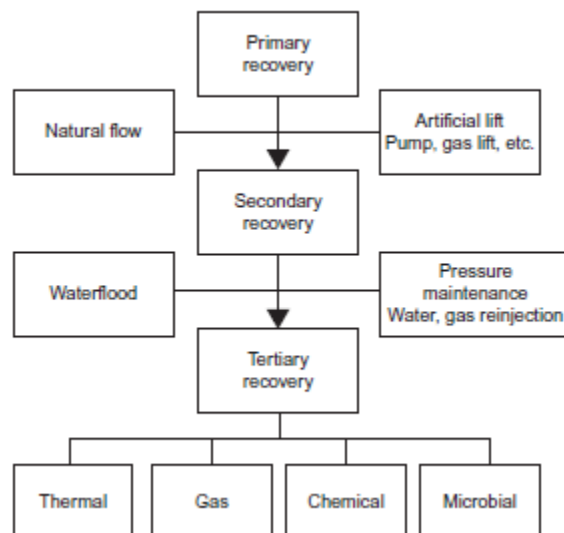 Primary
recovery
Natural flow
Artificial lift
Pump, gas lift, etc.
Secondary
recovery
Waterflood
Pressure
maintenance
Water, gas reinjection
Tertiary
recovery
Thermal
Gas
Chemical
Microbial